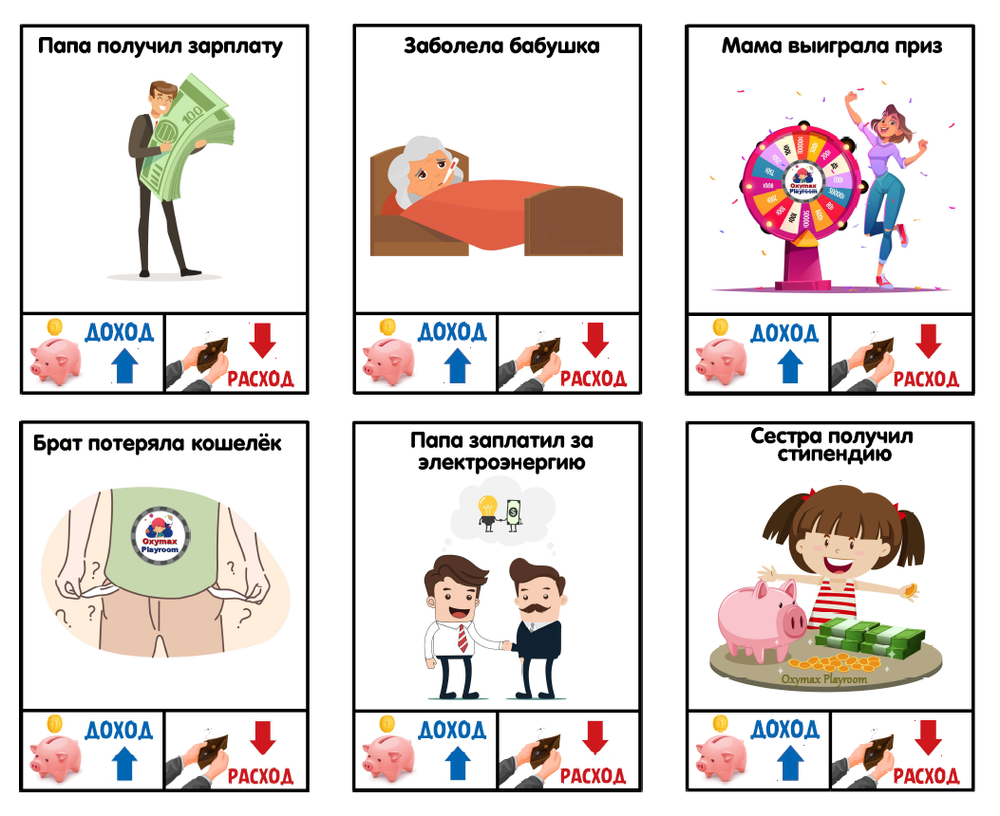 Папа получил зарплату
100
ДОХОД
РАСХОД
Заболела бабушка
ДОХОД
РАСХОД
Мама выиграла приз
Oxymax
Playroom
ДОХОД
РАСХОД
Брат потеряла кошелёк
Oxymax
Playroom
? ? ? ?
ДОХОД
РАСХОД
Папа заплатил за
электроэнергию
$
ДОХОД
РАСХОД
Сестра получил
стипендию
Oxymax Playroom
ДОХОД
РАСХОД